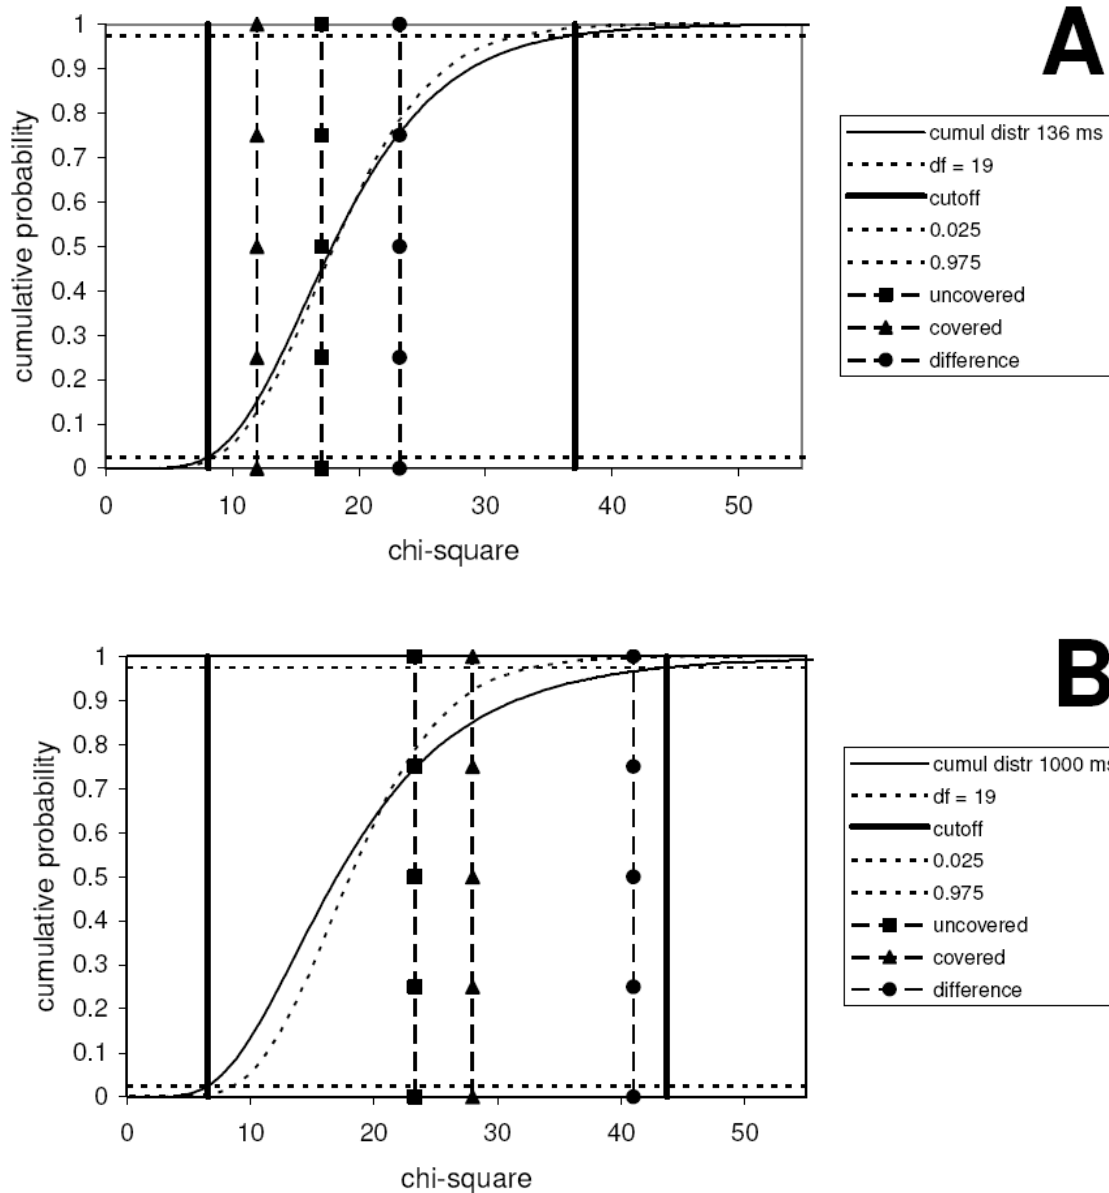 A
1
0.9
0.8
0.7
0.6
0.5
0.4
0.3
0.2
0.1
0
cumulative probability
0 10 20 30 40 50
chi-square
cumul distr 136 ms
df = 19
cutoff
0.025
0.975
uncovered
covered
difference
B
1
0.9
0.8
0.7
0.6
0.5
0.4
0.3
0.2
0.1
0
cumulative probability
0 10 20 30 40 50
chi-square
cumul distr 1000 ms
df = 19
cutoff
0.025
0.975
uncovered
covered
difference